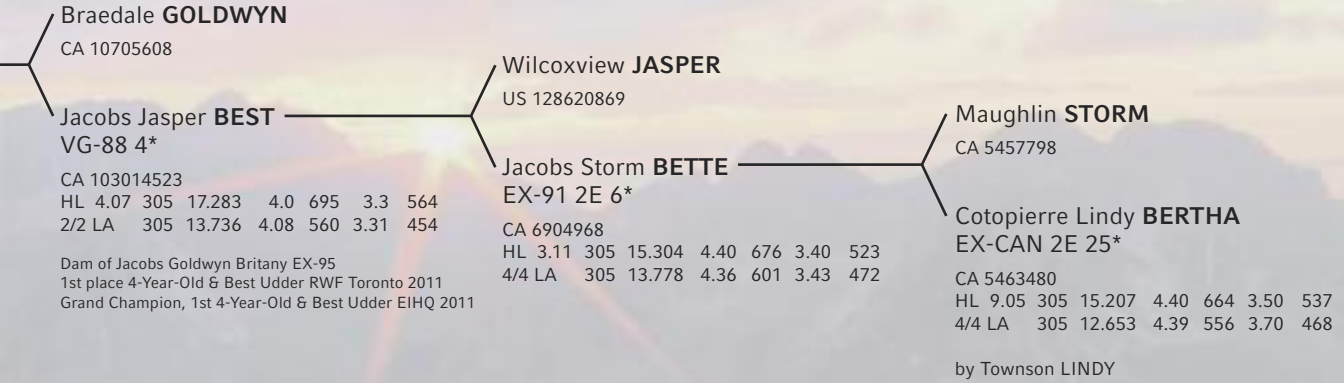 Braedale GOLDWYN
CA 10705608
Jacobs Jasper BEST
VG-88 4*
CA 103014523
HL 4.07 305 17.283 4.0 695 3.3 564
2/2 LA 305 13.736 4.08 560 3.31 454
Dam of Jacobs Goldwyn Britany EX-95
1st place 4-Year-Old & Best Udder RWF Toronto 2011
Grand Champion, 1st 4-Year-Old & Best Udder EIHQ 2011
Wilcoxview JASPER
US 128620869
Jacobs Storm BETTE
EX-91 2E 6*
CA 6904968
HL 3.11 305 15.304 4.40 676 3.40 523
4/4 LA 305 13.778 4.36 601 3.43 472
Maughlin STORM
CA 5457798
Cotopierre Lindy BERTHA
EX-CAN 2E 25*
CA 5463480
HL 9.05 305 15.207 4.40 664 3.50 537
4/4 LA 305 12.653 4.39 556 3.70 468
by Townson LINDY